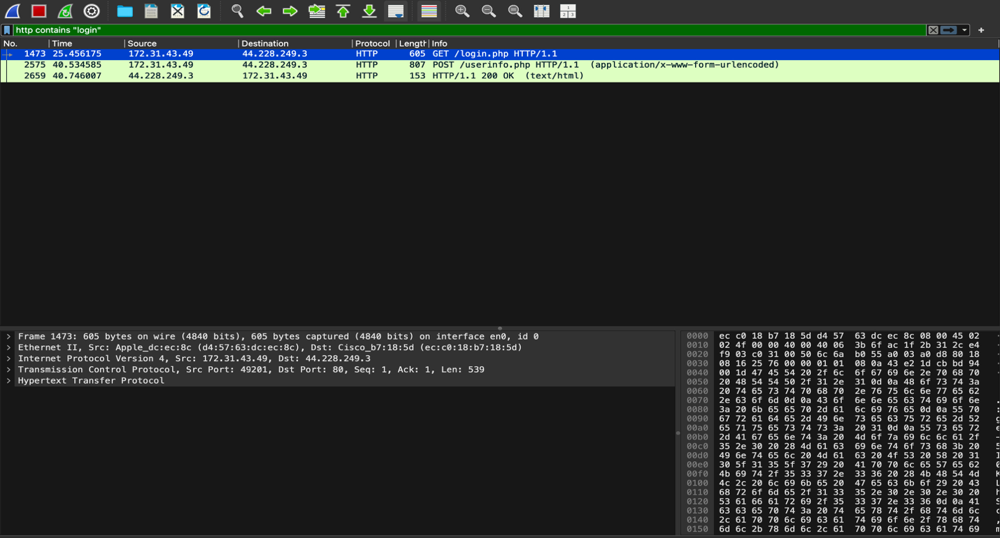 http contains "login"
No. Time Source Destination Protocol Length Info
1473 25.456175 172.31.43.49 44.228.249.3 HTTP 605 GET /login.php HTTP/1.1
2575 40.534585 172.31.43.49 44.228.249.3 HTTP 807 POST /userinfo.php HTTP/1.1 (application/x-www-form-urlencoded)
2659 40.746007 44.228.249.3 172.31.43.49 HTTP 153 HTTP/1.1 200 OK (text/html)
Frame 1473: 605 bytes on wire (4840 bits), 605 bytes captured (4840 bits) on interface en0, id 0
Ethernet II, Src: Apple_dc:ec:8c (d4:57:63:dc:ec:8c), Dst: Cisco_b7:18:5d (ec:c0:18:b7:18:5d)
Internet Protocol Version 4, Src: 172.31.43.49, Dst: 44.228.249.3
Transmission Control Protocol, Src Port: 49201, Dst Port: 80, Seq: 1, Ack: 1, Len: 539
Hypertext Transfer Protocol
0000 ec c0 18 b7 18 5d d4 57 63 dc ec 8c 08 00 45 02
0010 02 4f 00 00 40 00 40 06 3b 6f ac 1f 2b 31 2c e4
0020 f9 03 c0 31 00 50 6c 6a b0 55 a0 03 a0 d8 80 18
0030 08 16 25 76 00 00 01 01 08 0a 43 e2 1d cb bd 94
0040 00 1d 47 45 54 20 2f 6c 6f 67 69 6e 2e 70 68 70
0050 20 48 54 54 50 2f 31 2e 31 0d 0a 48 6f 73 74 3a
0060 20 74 65 73 74 70 68 70 2e 76 75 6c 6e 77 65 62
0070 2e 63 6f 6d 0d 0a 43 6f 6e 6e 65 63 74 69 6f 6e
0080 3a 20 6b 65 65 70 2d 61 6c 69 76 65 0d 0a 55 70
0090 67 72 61 64 65 2d 49 6e 73 65 63 75 72 65 2d 52
00a0 65 71 75 65 73 74 73 3a 20 31 0d 0a 55 73 65 72
00b0 2d 41 67 65 6e 74 3a 20 4d 6f 7a 69 6c 6c 61 2f
00c0 35 2e 30 20 28 4d 61 63 69 6e 74 6f 73 68 3b 20
00d0 49 6e 74 65 6c 20 4d 61 63 20 4f 53 20 58 20 31
00e0 30 5f 31 35 5f 37 29 20 41 70 70 6c 65 57 65 62
00f0 4b 69 74 2f 35 33 37 2e 33 36 20 28 4b 48 54 4d
0100 4c 2c 20 6c 69 6b 65 20 47 65 63 6b 6f 29 20 43
0110 68 72 6f 6d 65 2f 31 33 35 2e 30 2e 30 2e 30 20
0120 53 61 66 61 72 69 2f 35 33 37 2e 33 36 0d 0a 41
0130 63 63 65 70 74 3a 20 74 65 78 74 2f 68 74 6d 6c
0140 2c 61 70 70 6c 69 63 61 74 69 6f 6e 2f 78 68 74
0150 6d 6c 2b 78 6d 6c 2c 61 70 70 6c 69 63 61 74 69